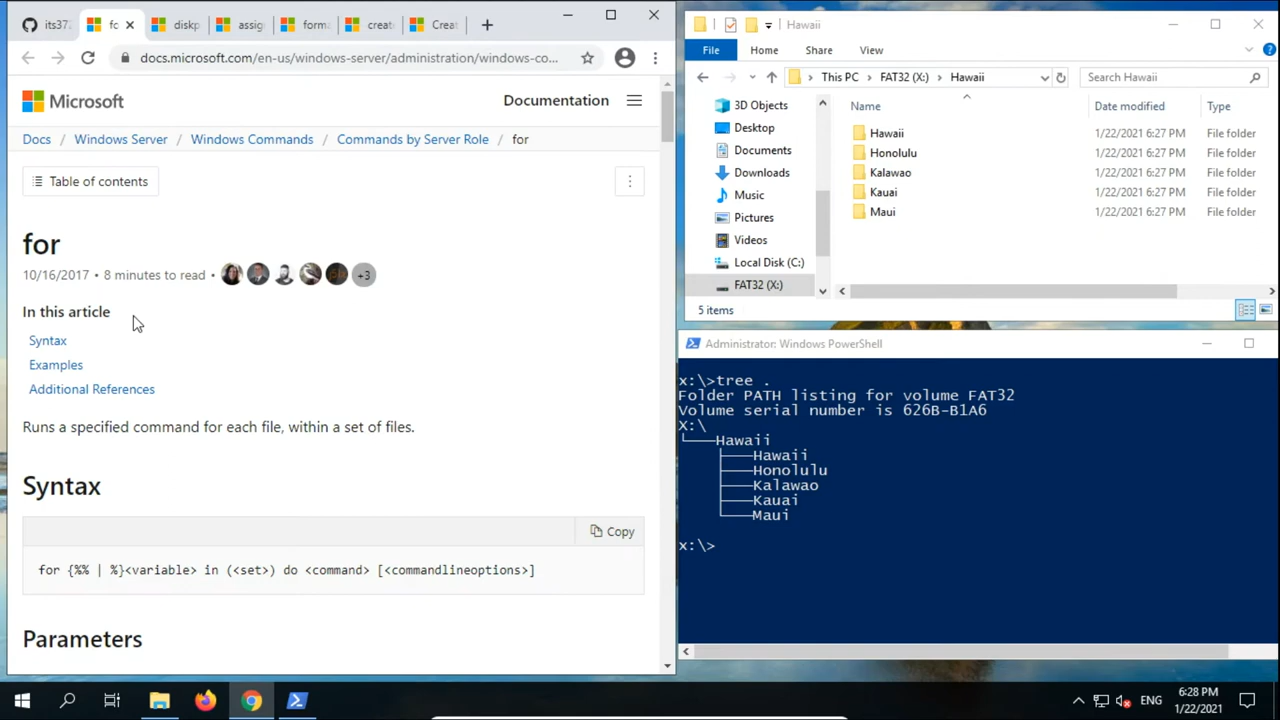 its37
fo
diskp
assig
forma
create
Creat
docs.microsoft.com/en-us/windows-server/administration/windows-co...
Microsoft
Documentation
Docs / Windows Server / Windows Commands / Commands by Server Role / for
Table of contents
for
10/16/2017 • 8 minutes to read •
+3
In this article
Syntax
Examples
Additional References
Runs a specified command for each file, within a set of files.
Syntax
Copy
for {%% | %}<variable> in (<set>) do <command> [<commandlineoptions>]
Parameters
Hawaii
File Home Share View
This PC > FAT32 (X:) > Hawaii
Search Hawaii
3D Objects
Desktop
Documents
Downloads
Music
Pictures
Videos
Local Disk (C:)
FAT32 (X:)
Name Date modified Type
Hawaii 1/22/2021 6:27 PM File folder
Honolulu 1/22/2021 6:27 PM File folder
Kalawao 1/22/2021 6:27 PM File folder
Kauai 1/22/2021 6:27 PM File folder
Maui 1/22/2021 6:27 PM File folder
5 items
Administrator: Windows PowerShell
x:\>tree .
Folder PATH listing for volume FAT32
Volume serial number is 626B-B1A6
X:\
└───Hawaii
    ├───Hawaii
    ├───Honolulu
    ├───Kalawao
    ├───Kauai
    └───Maui
x:\>
ENG
6:28 PM
1/22/2021